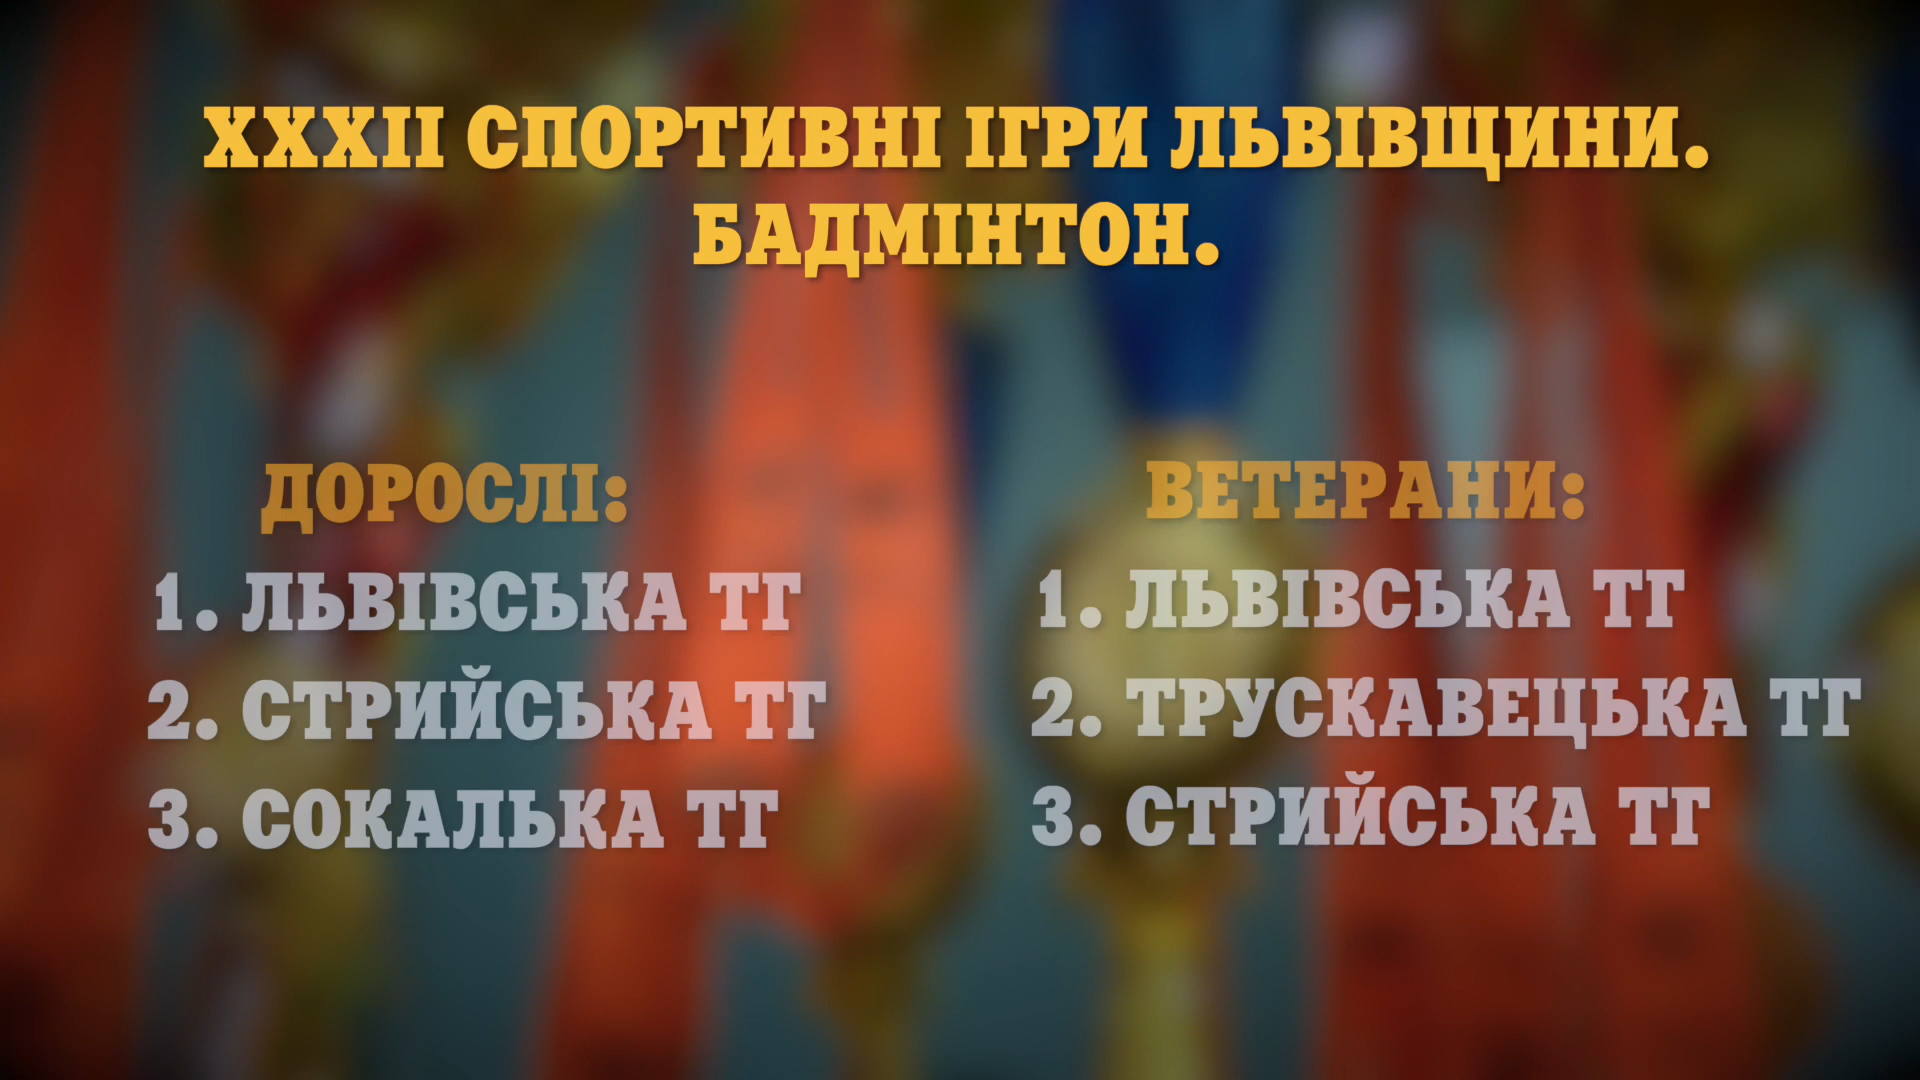 ХХХІІ СПОРТИВНІ ІГРИ ЛЬВІВЩИНИ.
БАДМІНТОН.
ДОРОСЛІ:
1. ЛЬВІВСЬКА ТГ
2. СТРИЙСЬКА ТГ
3. СОКАЛЬКА ТГ
ВЕТЕРАНИ:
1. ЛЬВІВСЬКА ТГ
2. ТРУСКАВЕЦЬКА ТГ
3. СТРИЙСЬКА ТГ